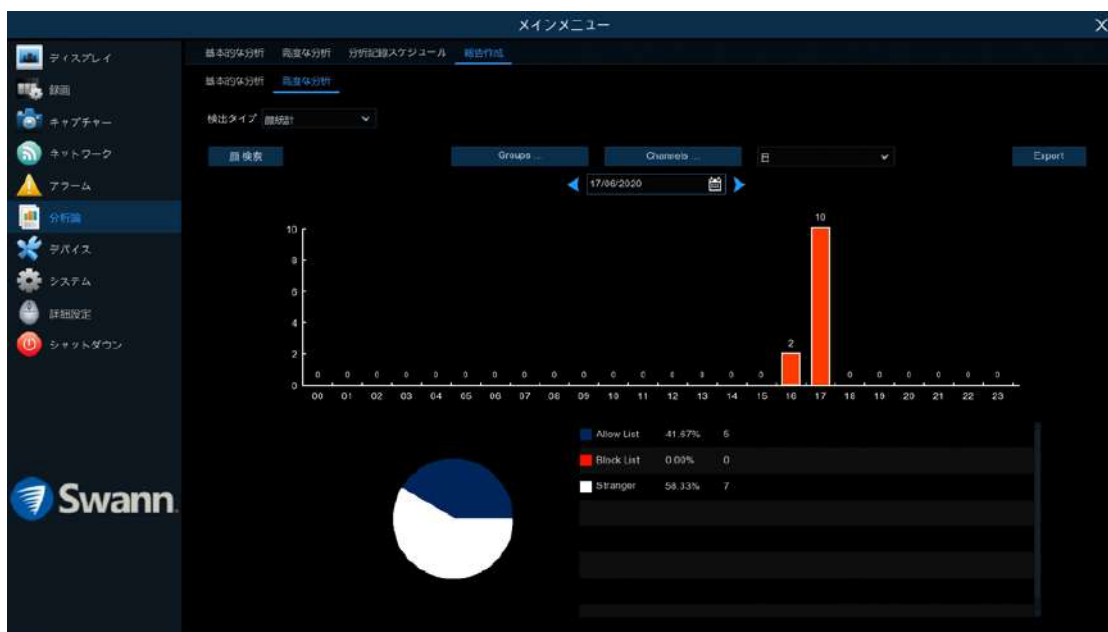 メインメニュー X
ディスプレイ
録画
キャプチャー
ネットワーク
アラーム
分析論
デバイス
システム
詳細設定
シャットダウン
Swann
基本的な分析 高度な分析 分析記録スケジュール 報告作成
基本的な分析 高度な分析
検出タイプ 顔統計
顔 検索 Groups ... Channels ... 日 Export
17/06/2020
10
10
8
6
4
2
2
0 0 0 0 0 0 0 0 0 0 0 0 0 0 0 0 0 0 0 0 0 0
0
00 01 02 03 04 05 06 07 08 09 10 11 12 13 14 15 16 17 18 19 20 21 22 23
Allow List 41.67% 5
Block List 0.00% 0
Stranger 58.33% 7